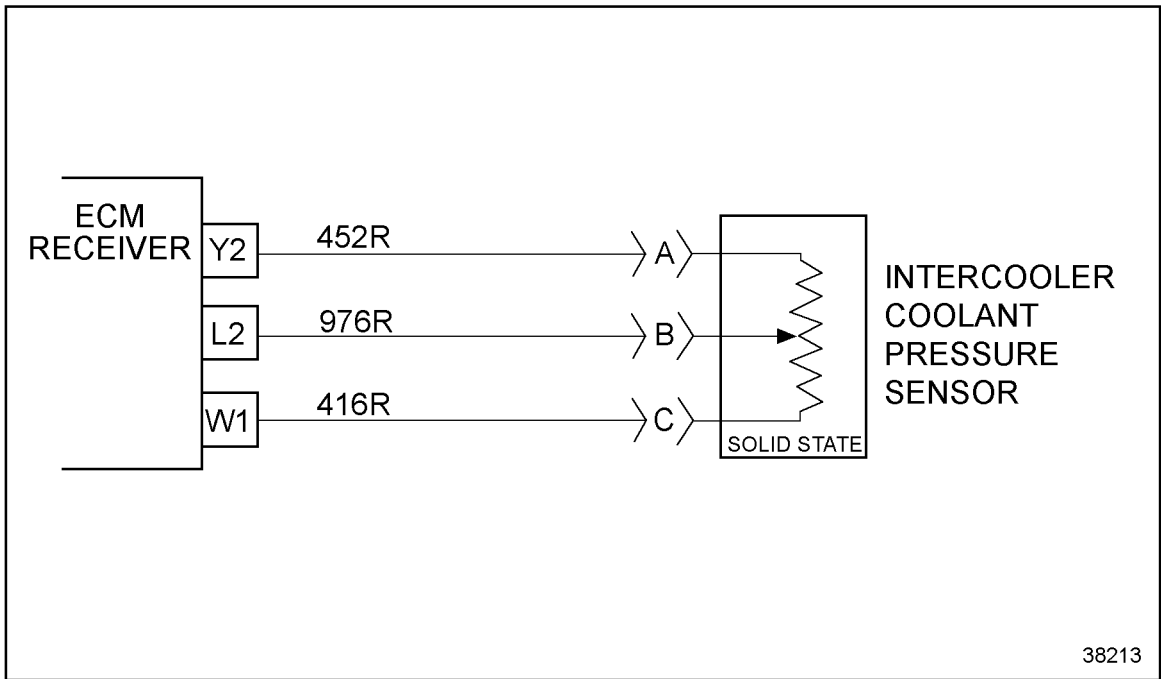 ECM
RECEIVER
Y2
452R
A
L2
976R
B
W1
416R
C
SOLID STATE
INTERCOOLER
COOLANT
PRESSURE
SENSOR
38213